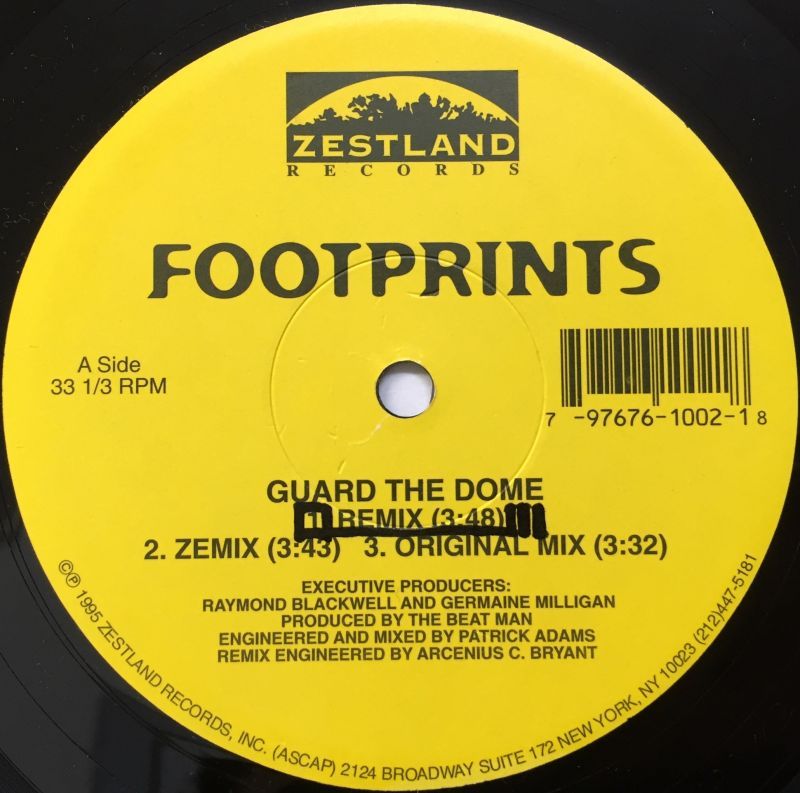 ZESTLAND
RECORDS
FOOTPRINTS
A Side
33 1/3 RPM
7 -97676-1002-1 8
GUARD THE DOME
1. REMIX (3:48)
2. ZEMIX (3:43) 3. ORIGINAL MIX (3:32)
EXECUTIVE PRODUCERS:
RAYMOND BLACKWELL AND GERMAINE MILLIGAN
PRODUCED BY THE BEAT MAN
ENGINEERED AND MIXED BY PATRICK ADAMS
REMIX ENGINEERED BY ARCENIUS C. BRYANT
©℗ 1995 ZESTLAND RECORDS, INC. (ASCAP) 2124 BROADWAY SUITE 172 NEW YORK, NY 10023 (212)447-5181